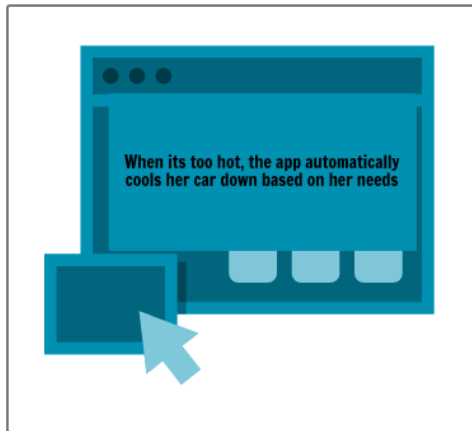 When its too hot, the app automatically
cools her car down based on her needs